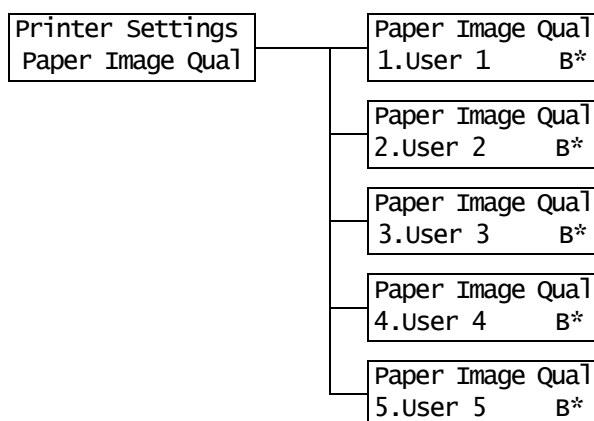 Printer Settings
Paper Image Qual
Paper Image Qual
1.User 1 B*
Paper Image Qual
2.User 2 B*
Paper Image Qual
3.User 3 B*
Paper Image Qual
4.User 4 B*
Paper Image Qual
5.User 5 B*